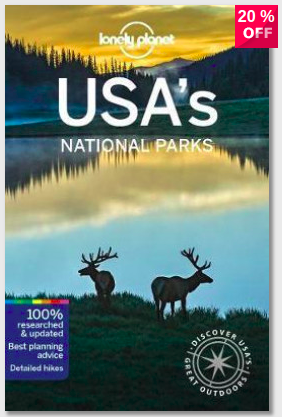 20 %
OFF
lonely planet
USA's
NATIONAL PARKS
100%
researched
& updated
Best planning
advice
Detailed hikes
DISCOVER USA'S
GREAT OUTDOORS